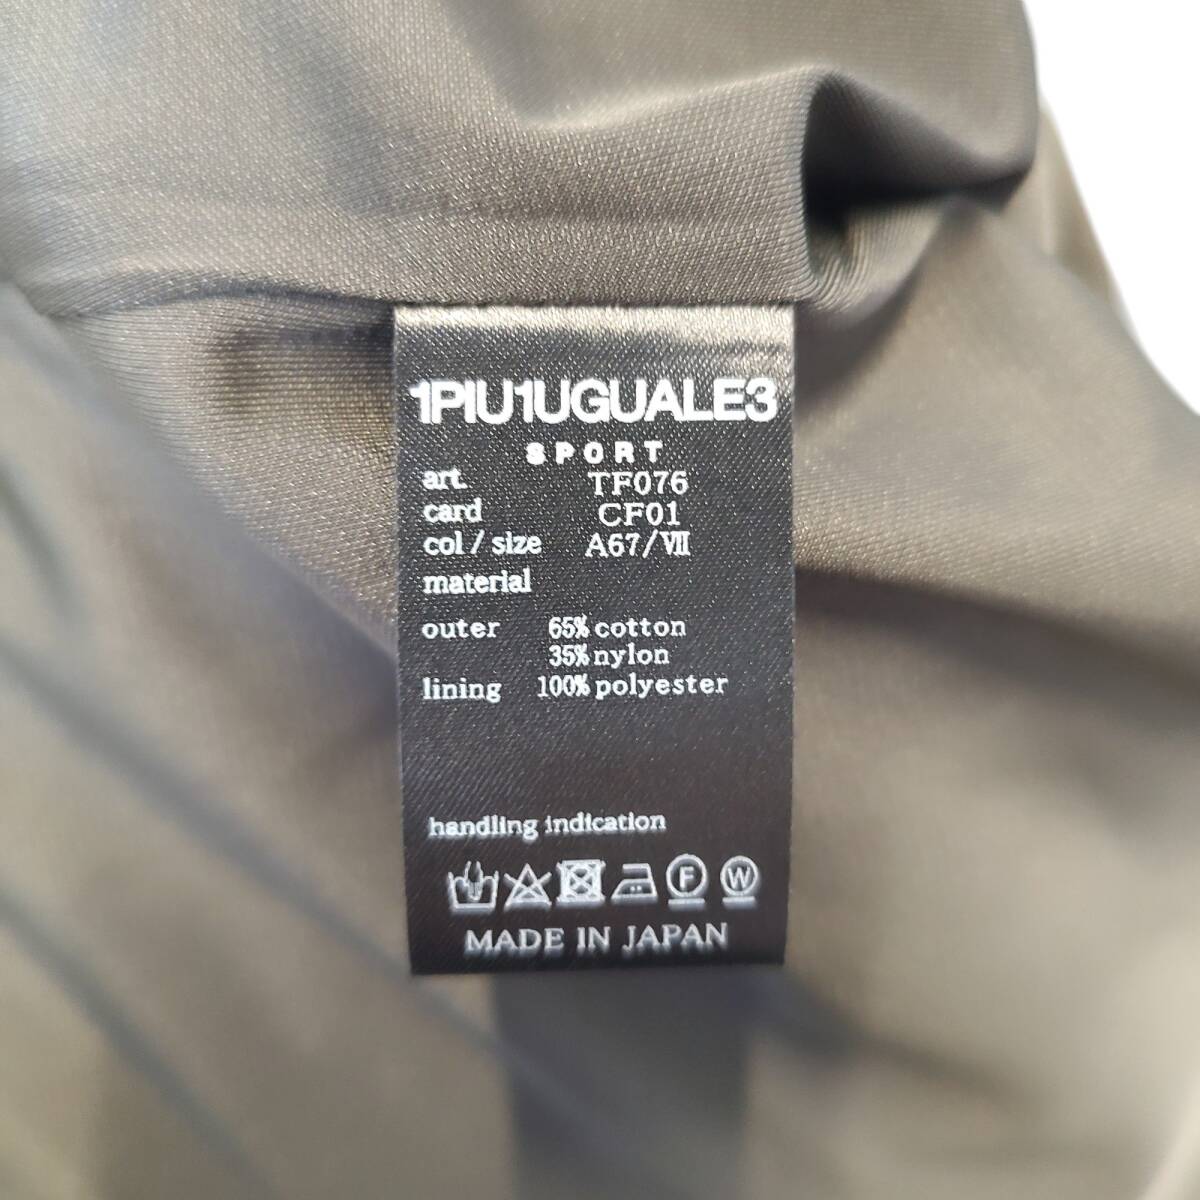 1PIU1UGUALE3
SPORT
art. TF076
card CF01
col / size A67/Ⅶ
material
outer 65% cotton
35% nylon
lining 100% polyester
handling indication
F W
MADE IN JAPAN